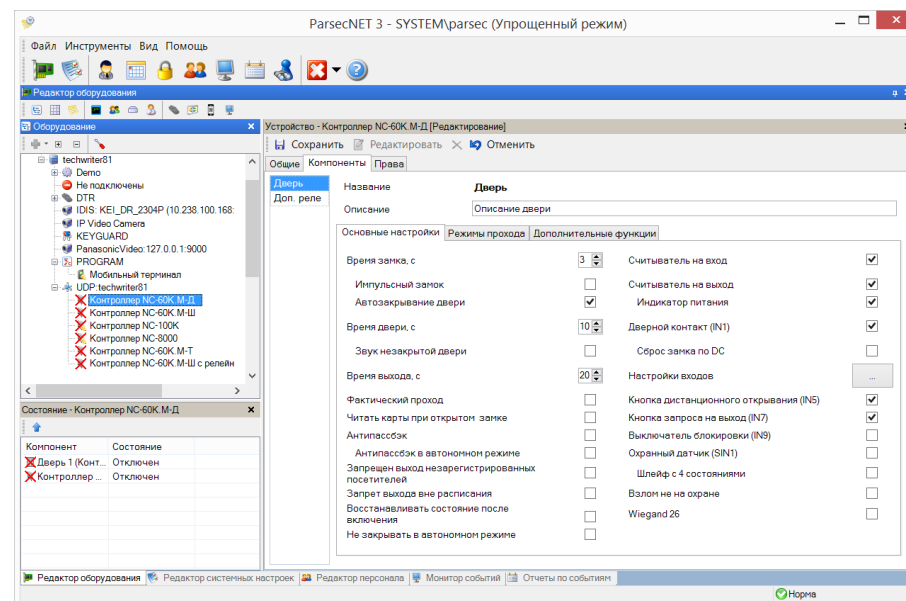 ParsecNET 3 - SYSTEM\parsec (Упрощенный режим)
Файл Инструменты Вид Помощь
Редактор оборудования
Оборудование
Устройство - Контроллер NC-60K.M-Д [Редактирование]
Сохранить Редактировать Отменить
techwriter81
Demo
Не подключены
DTR
IDIS: KEI_DR_2304P (10.238.100.168:
IP Video Camera
KEYGUARD
PanasonicVideo:127.0.0.1:9000
PROGRAM
Мобильный терминал
UDP:techwriter81
Контроллер NC-60K.M-Д
Контроллер NC-60K.M-Ш
Контроллер NC-100K
Контроллер NC-8000
Контроллер NC-60K.M-T
Контроллер NC-60K.M-Ш с релейн
Состояние - Контроллер NC-60K.M-Д
Компонент Состояние
Дверь 1 (Конт... Отключен
Контроллер ... Отключен
Общие Компоненты Права
Дверь
Доп. реле
Название Дверь
Описание Описание двери
Основные настройки Режимы прохода Дополнительные функции
Время замка, с 3 Считыватель на вход
Импульсный замок Считыватель на выход
Автозакрывание двери Индикатор питания
Время двери, с 10 Дверной контакт (IN1)
Звук незакрытой двери Сброс замка по DC
Время выхода, с 20 Настройки входов ...
Фактический проход Кнопка дистанционного открывания (IN5)
Читать карты при открытом замке Кнопка запроса на выход (IN7)
Антипассбэк Выключатель блокировки (IN9)
Антипассбэк в автономном режиме Охранный датчик (SIN1)
Запрещен выход незарегистрированных посетителей Шлейф с 4 состояниями
Запрет выхода вне расписания Взлом не на охране
Восстанавливать состояние после включения Wiegand 26
Не закрывать в автономном режиме
Редактор оборудования Редактор системных настроек Редактор персонала Монитор событий Отчеты по событиям
Норма